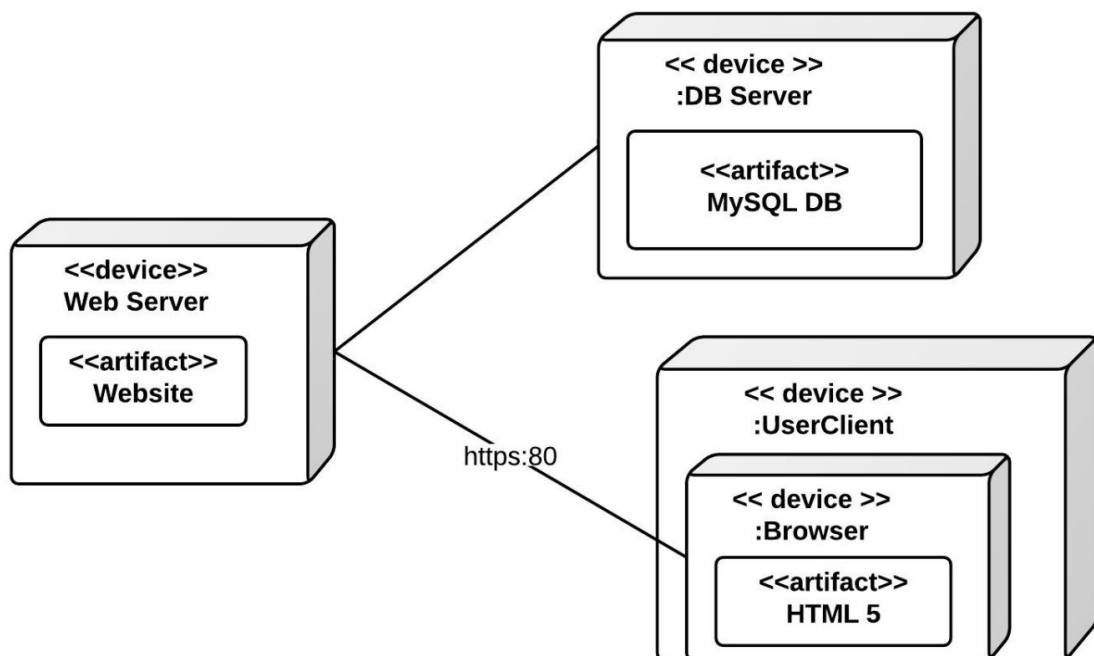 << device >>
:DB Server
<<artifact>>
MySQL DB
<<device>>
Web Server
<<artifact>>
Website
https:80
<< device >>
:UserClient
<< device >>
:Browser
<<artifact>>
HTML 5